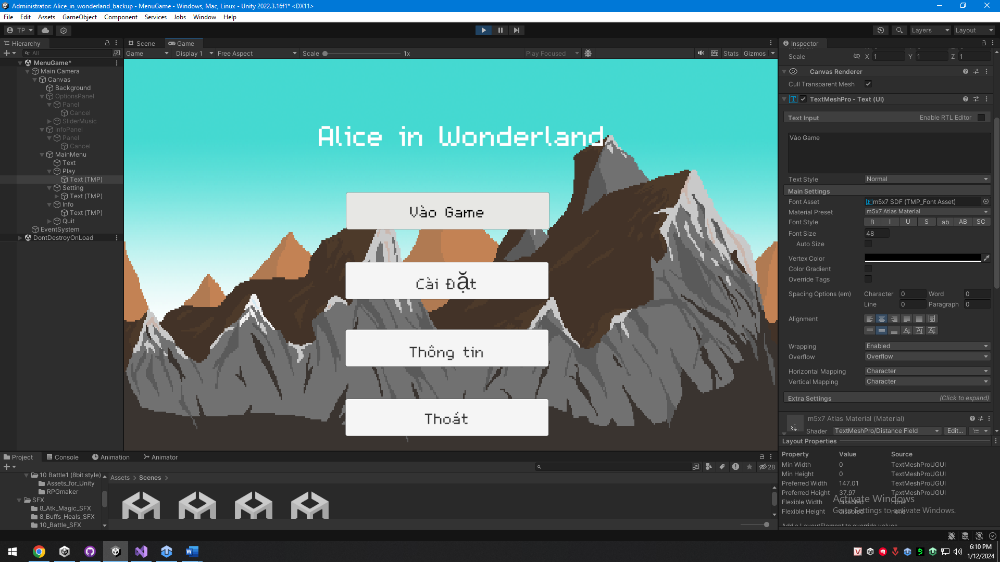 Administrator: Alice_in_wonderland_backup - MenuGame - Windows, Mac, Linux - Unity 2022.3.16f1* <DX11>
File Edit Assets GameObject Component Services Jobs Window Help
TP
Layers Layout
Hierarchy
All
MenuGame*
Main Camera
Canvas
Background
OptionsPanel
Panel
Cancel
SliderMusic
InfoPanel
Panel
Cancel
MainMenu
Text
Play
Text (TMP)
Setting
Text (TMP)
Info
Text (TMP)
Quit
EventSystem
DontDestroyOnLoad
Scene Game
Game Display 1 Free Aspect Scale 1x Play Focused Stats Gizmos
Alice in Wonderland
Vào Game
Cài Đặt
Thông tin
Thoát
Inspector
Scale X 1 Y 1 Z 1
Canvas Renderer
Cull Transparent Mesh
TextMeshPro - Text (UI)
Text Input Enable RTL Editor
Vào Game
Text Style Normal
Main Settings
Font Asset m5x7 SDF (TMP_Font Asset)
Material Preset m5x7 Atlas Material
Font Style B I U S ab AB SC
Font Size 48
Auto Size
Vertex Color
Color Gradient
Override Tags
Spacing Options (em) Character 0 Word 0
Line 0 Paragraph 0
Alignment
Wrapping Enabled
Overflow Overflow
Horizontal Mapping Character
Vertical Mapping Character
Extra Settings (Click to expand)
m5x7 Atlas Material (Material)
Shader TextMeshPro/Distance Field Edit...
Layout Properties
Property Value Source
Min Width 0 TextMeshProUGUI
Min Height 0 TextMeshProUGUI
Preferred Width 147.01 TextMeshProUGUI
Preferred Height 37.97 TextMeshProUGUI
Flexible Width disabled none
Flexible Height disabled none
Add a LayoutElement to override values
Activate Windows
Go to Settings to activate Windows.
Project Console Animation Animator
28
10 Battle1 (8bit style)
Assets_for_Unity
RPGmaker
SFX
8_Atk_Magic_SFX
8_Buffs_Heals_SFX
10_Battle_SFX
Assets > Scenes >
6:10 PM
1/12/2024